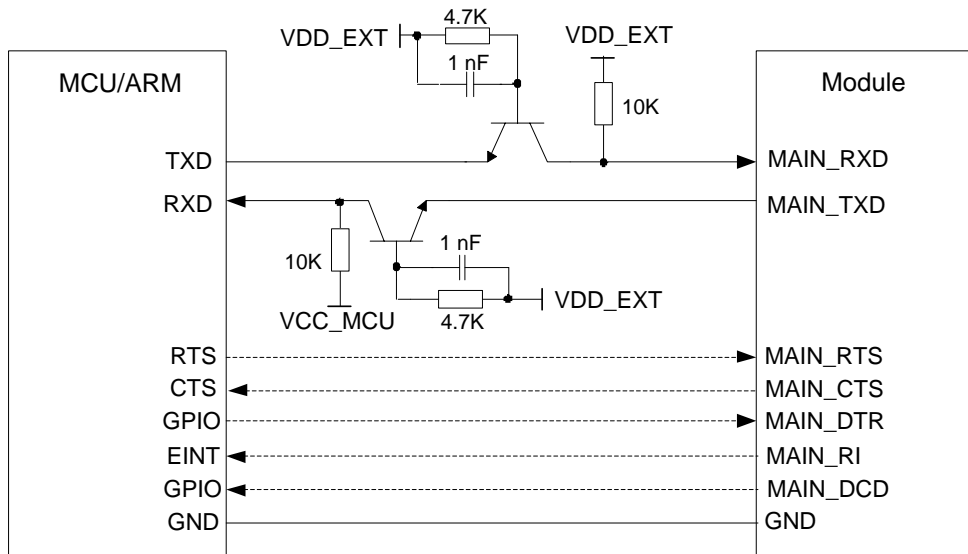 4.7K
VDD_EXT
VDD_EXT
1 nF
MCU/ARM
Module
10K
TXD
MAIN_RXD
RXD
MAIN_TXD
1 nF
10K
VDD_EXT
VCC_MCU
4.7K
RTS
MAIN_RTS
CTS
MAIN_CTS
GPIO
MAIN_DTR
EINT
MAIN_RI
GPIO
MAIN_DCD
GND
GND